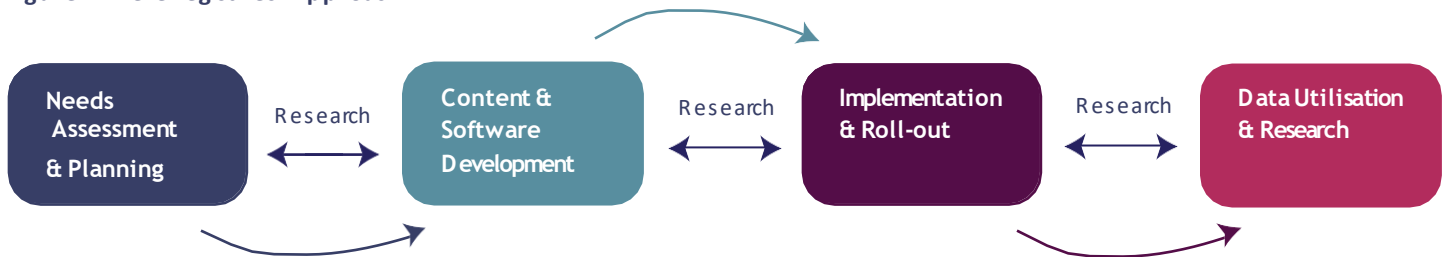 Needs
Assessment
& Planning
Research
Content &
Software
Development
Research
Implementation
& Roll-out
Research
Data Utilisation
& Research